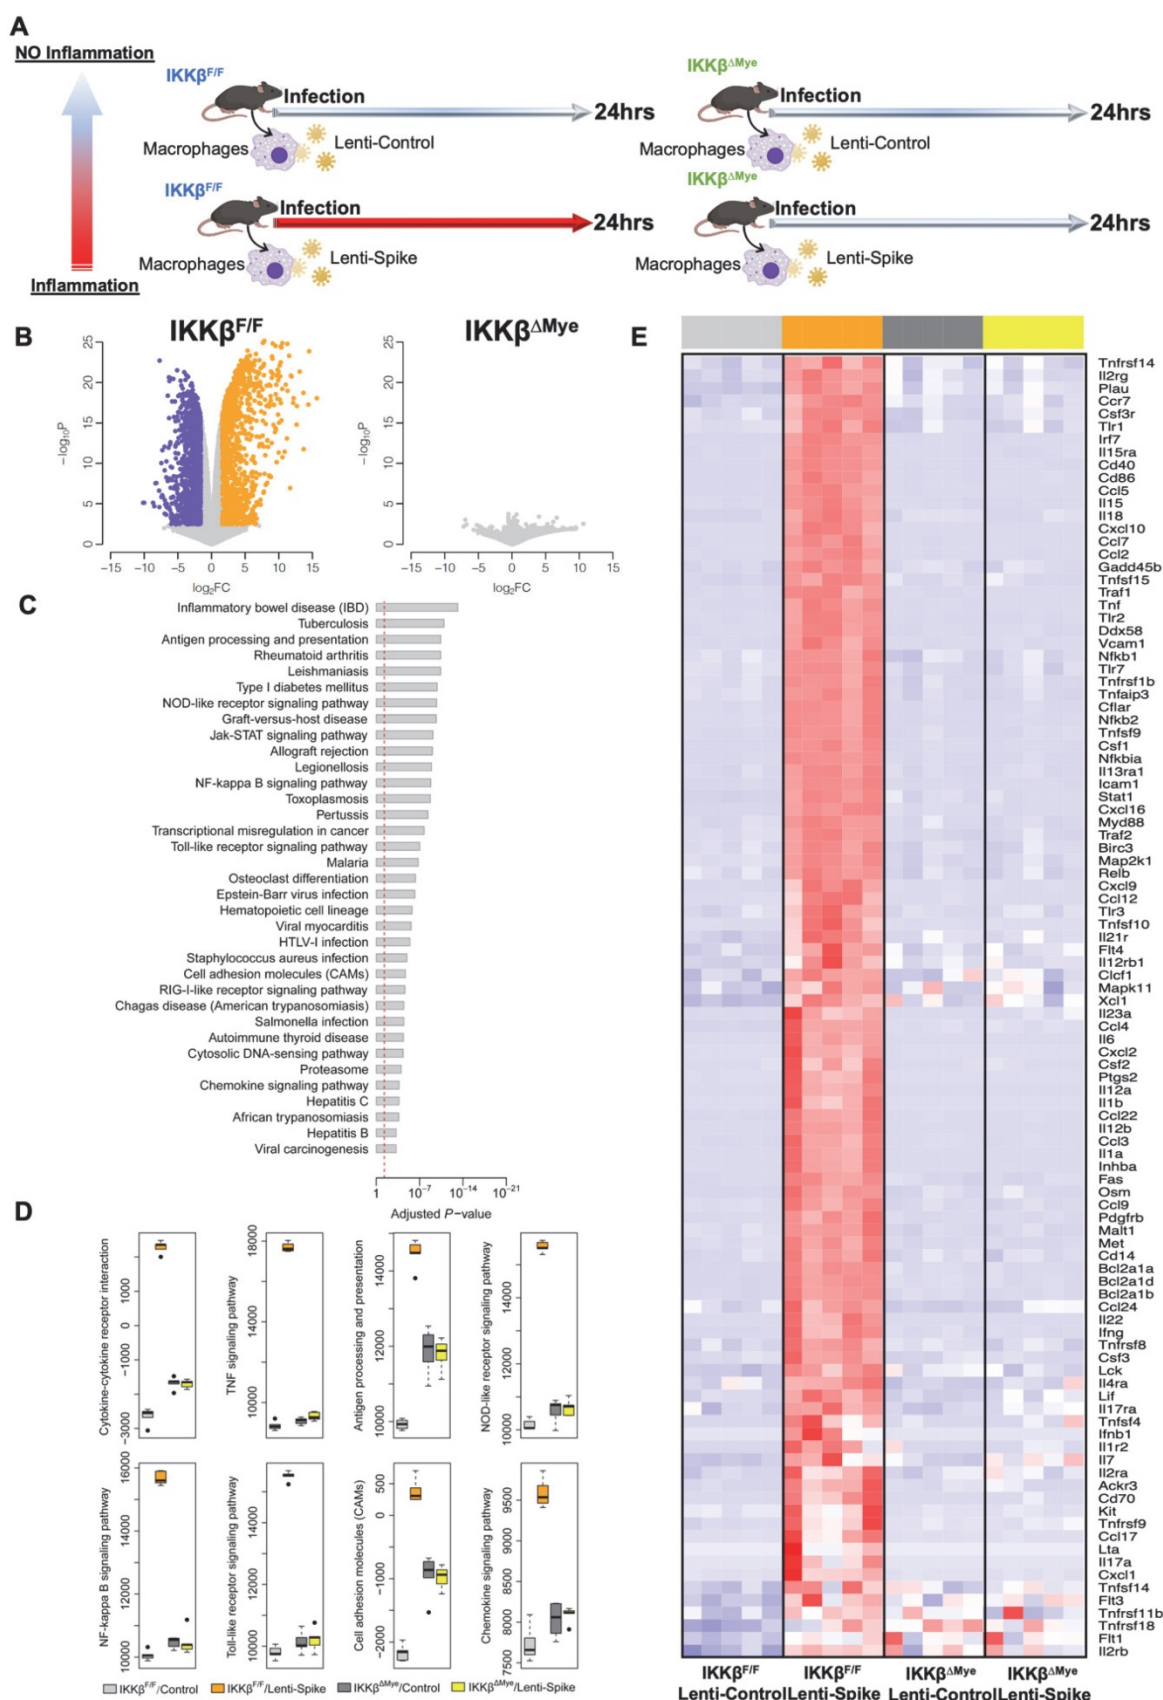 A
NO Inflammation
Inflammation
IKKβF/F
Infection
24hrs
Macrophages
Lenti-Control
IKKβΔMye
Infection
24hrs
Macrophages
Lenti-Control
IKKβF/F
Infection
24hrs
Macrophages
Lenti-Spike
IKKβΔMye
Infection
24hrs
Macrophages
Lenti-Spike
B
IKKβF/F
−log10P
0 5 10 15 20 25
−15 −10 −5 0 5 10 15
log2FC
IKKβΔMye
−log10P
0 5 10 15 20 25
−15 −10 −5 0 5 10 15
log2FC
C
Inflammatory bowel disease (IBD)
Tuberculosis
Antigen processing and presentation
Rheumatoid arthritis
Leishmaniasis
Type I diabetes mellitus
NOD-like receptor signaling pathway
Graft-versus-host disease
Jak-STAT signaling pathway
Allograft rejection
Legionellosis
NF-kappa B signaling pathway
Toxoplasmosis
Pertussis
Transcriptional misregulation in cancer
Toll-like receptor signaling pathway
Malaria
Osteoclast differentiation
Epstein-Barr virus infection
Hematopoietic cell lineage
Viral myocarditis
HTLV-I infection
Staphylococcus aureus infection
Cell adhesion molecules (CAMs)
RIG-I-like receptor signaling pathway
Chagas disease (American trypanosomiasis)
Salmonella infection
Autoimmune thyroid disease
Cytosolic DNA-sensing pathway
Proteasome
Chemokine signaling pathway
Hepatitis C
African trypanosomiasis
Hepatitis B
Viral carcinogenesis
1 10−7 10−14 10−21
Adjusted P−value
D
Cytokine-cytokine receptor interaction
−3000 −1000 0 1000
TNF signaling pathway
10000 14000 18000
Antigen processing and presentation
10000 12000 14000
NOD-like receptor signaling pathway
10000 12000 14000
NF-kappa B signaling pathway
10000 12000 14000 16000
Toll-like receptor signaling pathway
10000 12000 14000
Cell adhesion molecules (CAMs)
−2000 −1000 0 500
Chemokine signaling pathway
7500 8000 8500 9500
IKKβF/F/Control
IKKβF/F/Lenti-Spike
IKKβΔMye/Control
IKKβΔMye/Lenti-Spike
E
Tnfrsf14
Il2rg
Plau
Ccr7
Csf3r
Tlr1
Irf7
Il15ra
Cd40
Cd86
Ccl5
Il15
Il18
Cxcl10
Ccl7
Ccl2
Gadd45b
Tnfsf15
Traf1
Tnf
Tlr2
Ddx58
Vcam1
Nfkb1
Tlr7
Tnfrsf1b
Tnfaip3
Cflar
Nfkb2
Tnfsf9
Csf1
Nfkbia
Il13ra1
Icam1
Stat1
Cxcl16
Myd88
Traf2
Birc3
Map2k1
Relb
Cxcl9
Ccl12
Tlr3
Tnfsf10
Il21r
Flt4
Il12rb1
Clcf1
Mapk11
Xcl1
Il23a
Ccl4
Il6
Cxcl2
Csf2
Ptgs2
Il12a
Il1b
Ccl22
Il12b
Ccl3
Il1a
Inhba
Fas
Osm
Ccl9
Pdgfrb
Malt1
Met
Cd14
Bcl2a1a
Bcl2a1d
Bcl2a1b
Ccl24
Il22
Ifng
Tnfrsf8
Csf3
Lck
Il4ra
Lif
Il17ra
Tnfsf4
Ifnb1
Il1r2
Il7
Il2ra
Ackr3
Cd70
Kit
Tnfrsf9
Ccl17
Lta
Il17a
Cxcl1
Tnfsf14
Flt3
Tnfrsf11b
Tnfrsf18
Flt1
Il2rb
IKKβF/F IKKβF/F IKKβΔMye IKKβΔMye
Lenti-Control Lenti-Spike Lenti-Control Lenti-Spike